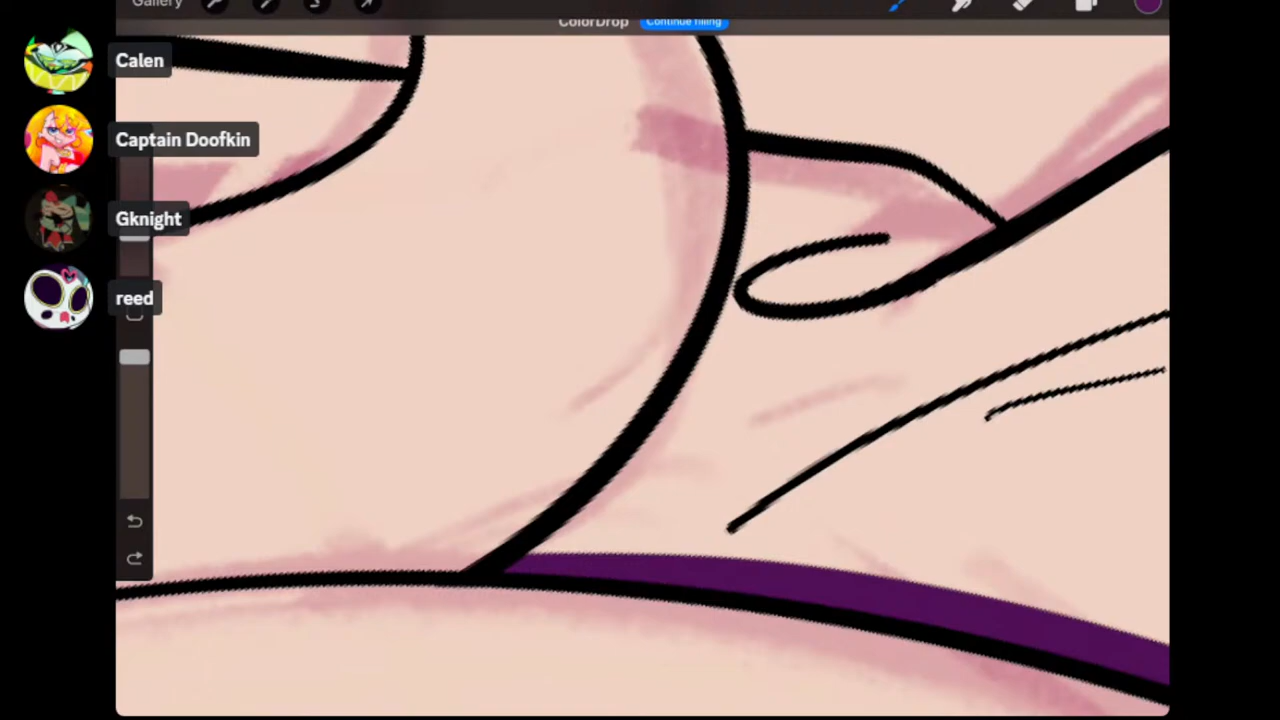 Gallery
ColorDrop Continue filling
Calen
Captain Doofkin
Gknight
reed